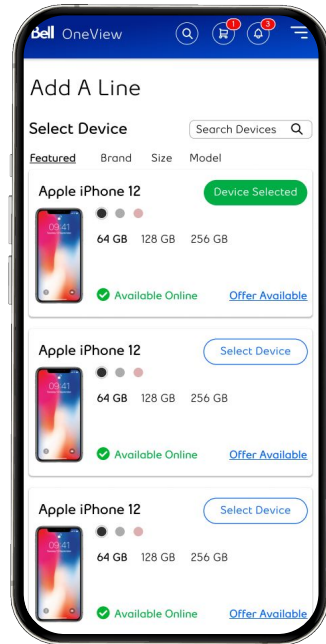 Bell OneView
1
3
Add A Line
Select Device
Search Devices
Featured Brand Size Model
Apple iPhone 12
Device Selected
09:41
64 GB 128 GB 256 GB
Available Online
Offer Available
Apple iPhone 12
Select Device
09:41
64 GB 128 GB 256 GB
Available Online
Offer Available
Apple iPhone 12
Select Device
09:41
64 GB 128 GB 256 GB
Available Online
Offer Available